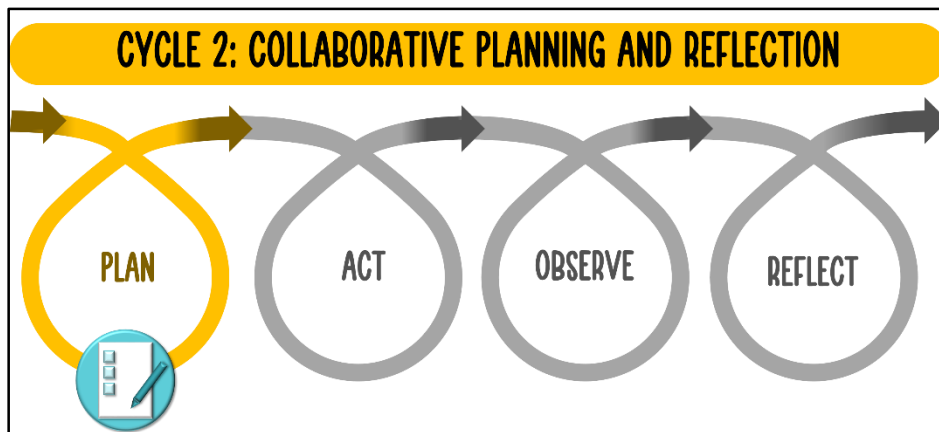 CYCLE 2: COLLABORATIVE PLANNING AND REFLECTION
PLAN
ACT
OBSERVE
REFLECT